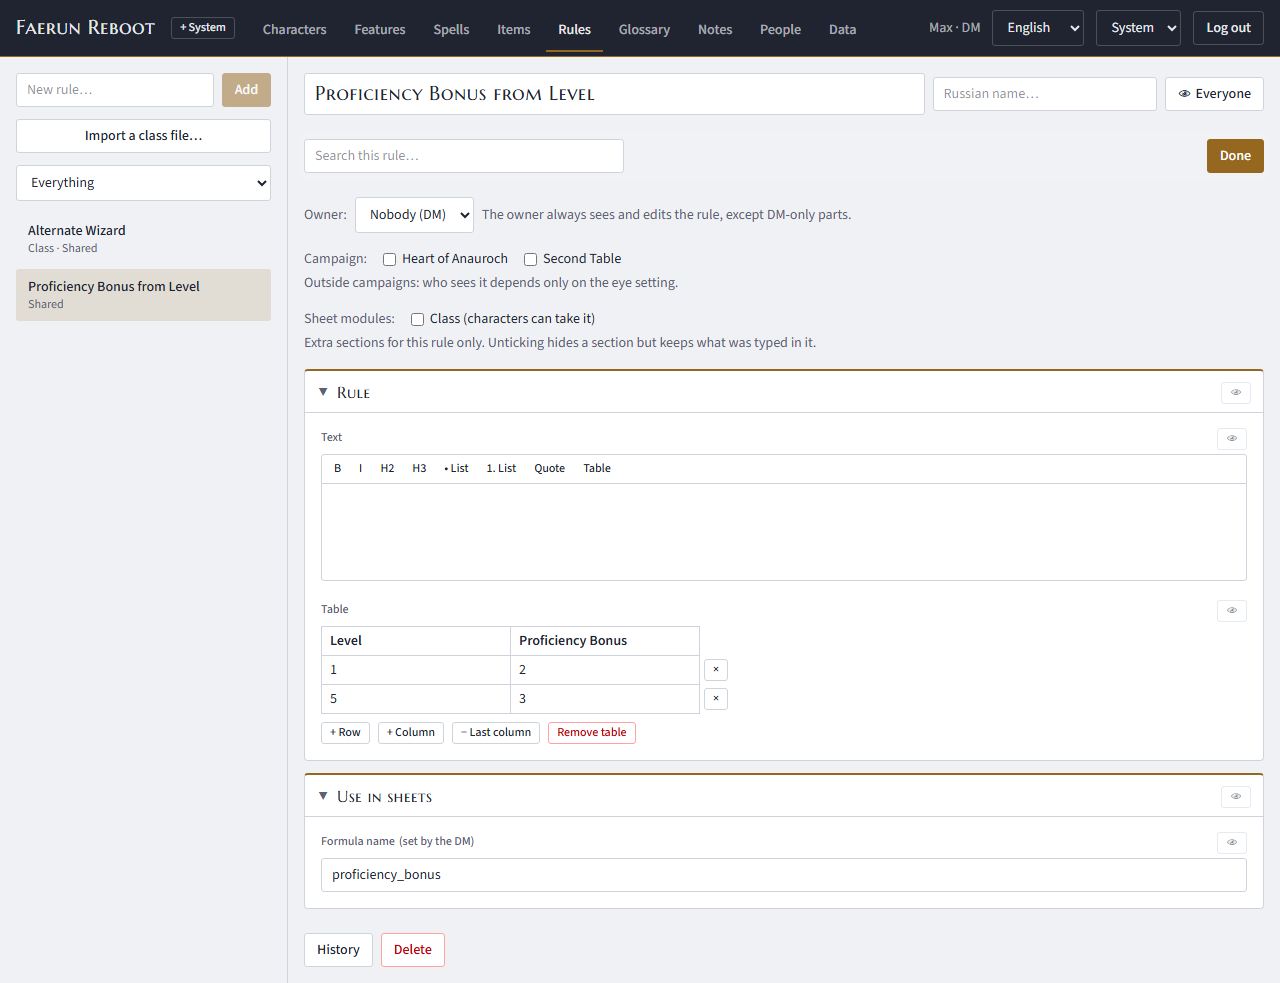 Faerun Reboot
+ System
Characters
Features
Spells
Items
Rules
Glossary
Notes
People
Data
Max · DM
English
System
Log out
New rule…
Add
Import a class file…
Everything
Alternate Wizard
Class · Shared
Proficiency Bonus from Level
Shared
Proficiency Bonus from Level
Russian name…
Everyone
Search this rule…
Done
Owner: Nobody (DM) The owner always sees and edits the rule, except DM-only parts.
Campaign: Heart of Anauroch Second Table
Outside campaigns: who sees it depends only on the eye setting.
Sheet modules: Class (characters can take it)
Extra sections for this rule only. Unticking hides a section but keeps what was typed in it.
▼ Rule
Text
B I H2 H3 • List 1. List Quote Table
Table
Level Proficiency Bonus
1 2 ×
5 3 ×
+ Row + Column − Last column Remove table
▼ Use in sheets
Formula name (set by the DM)
proficiency_bonus
History Delete